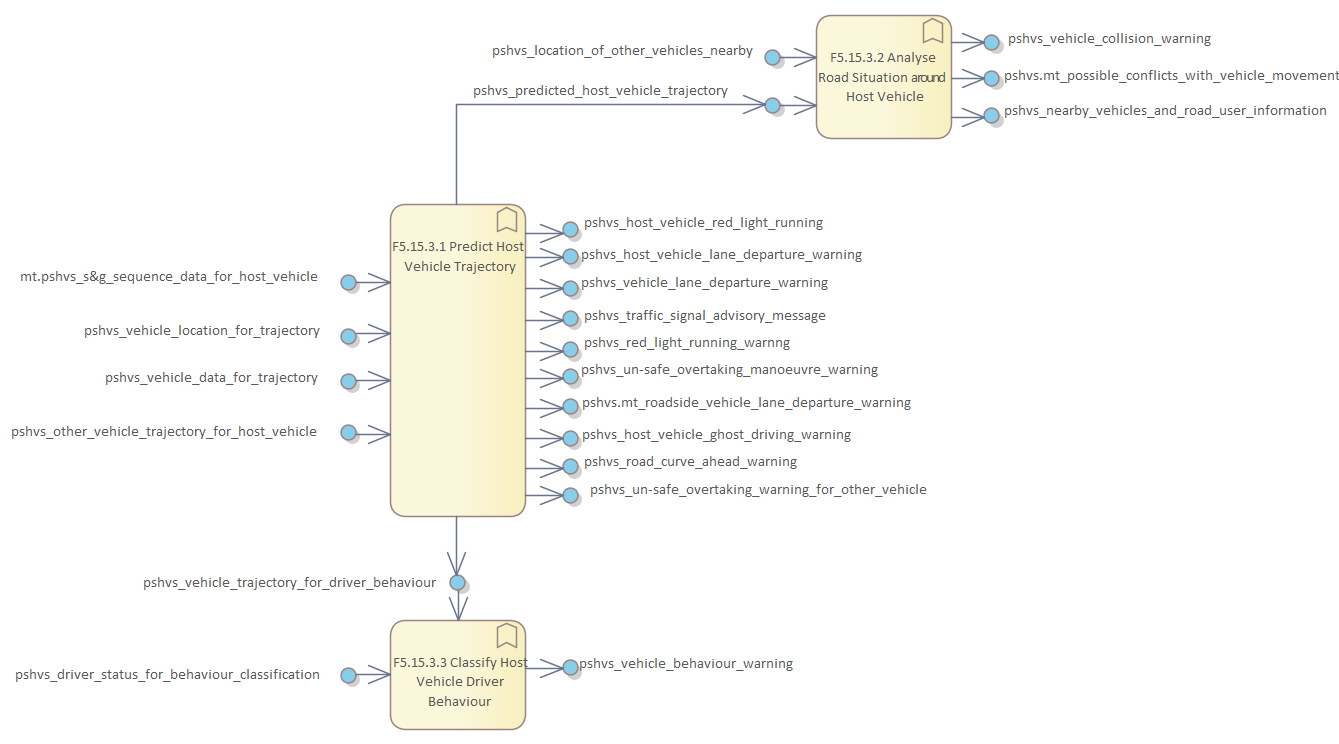 pshvs_location_of_other_vehicles_nearby
pshvs_predicted_host_vehicle_trajectory
F5.15.3.2 Analyse
Road Situation around
Host Vehicle
pshvs_vehicle_collision_warning
pshvs.mt_possible_conflicts_with_vehicle_movement
pshvs_nearby_vehicles_and_road_user_information
mt.pshvs_s&g_sequence_data_for_host_vehicle
pshvs_vehicle_location_for_trajectory
pshvs_vehicle_data_for_trajectory
pshvs_other_vehicle_trajectory_for_host_vehicle
F5.15.3.1 Predict Host
Vehicle Trajectory
pshvs_host_vehicle_red_light_running
pshvs_host_vehicle_lane_departure_warning
pshvs_vehicle_lane_departure_warning
pshvs_traffic_signal_advisory_message
pshvs_red_light_running_warnng
pshvs_un-safe_overtaking_manoeuvre_warning
pshvs.mt_roadside_vehicle_lane_departure_warning
pshvs_host_vehicle_ghost_driving_warning
pshvs_road_curve_ahead_warning
pshvs_un-safe_overtaking_warning_for_other_vehicle
pshvs_vehicle_trajectory_for_driver_behaviour
pshvs_driver_status_for_behaviour_classification
F5.15.3.3 Classify Host
Vehicle Driver
Behaviour
pshvs_vehicle_behaviour_warning